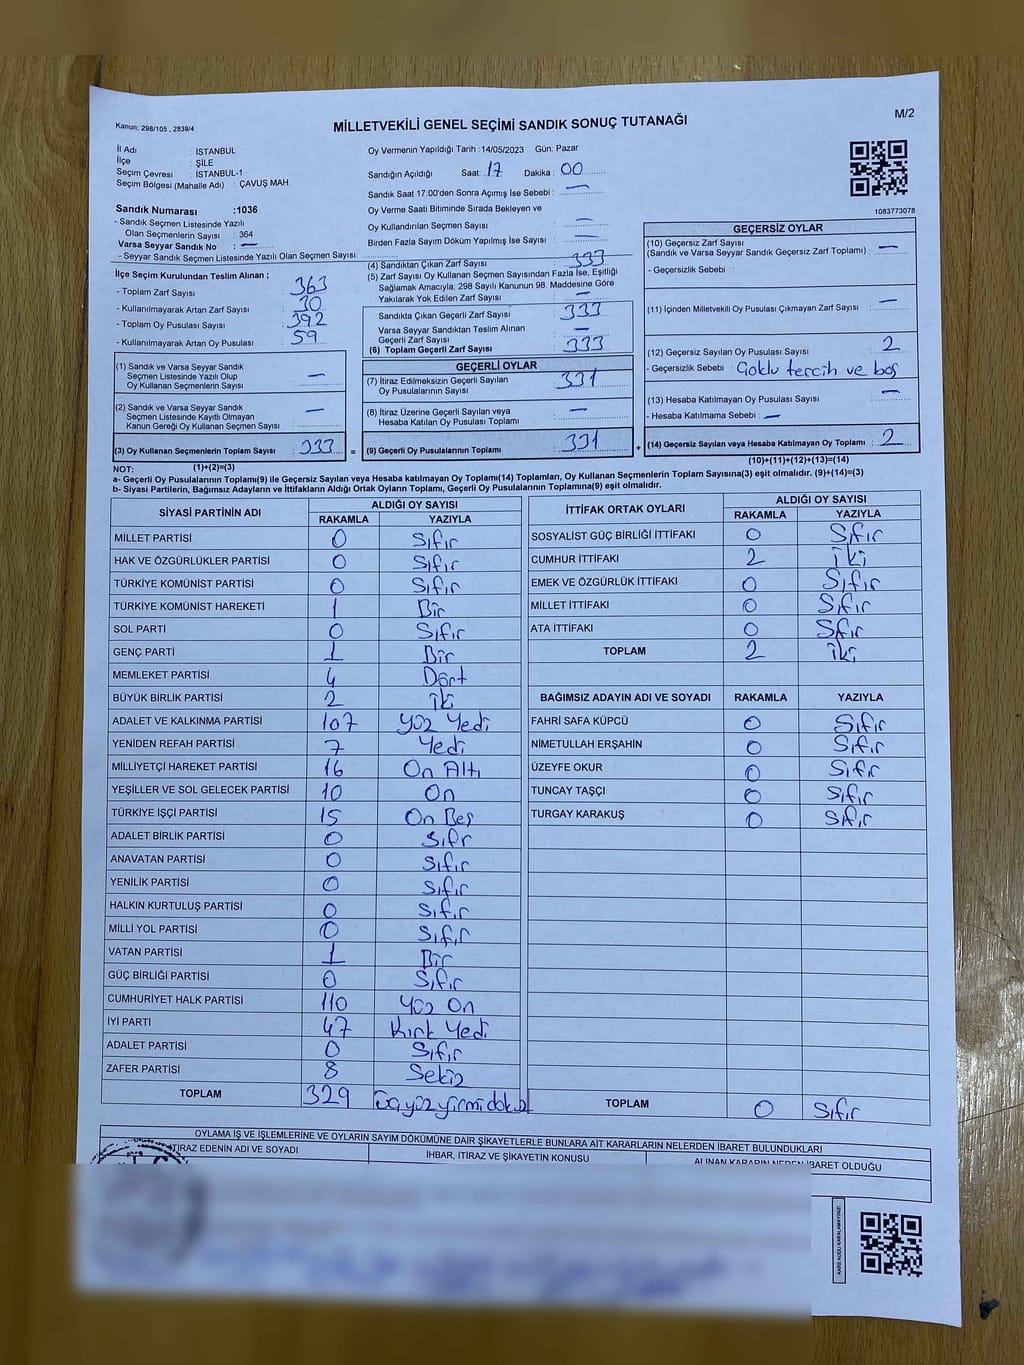 M/2
Kanun: 298/105 , 2839/4
MİLLETVEKİLİ GENEL SEÇİMİ SANDIK SONUÇ TUTANAĞI
İl Adı : İSTANBUL
İlçe : ŞİLE
Seçim Çevresi : İSTANBUL-1
Seçim Bölgesi (Mahalle Adı) : ÇAVUŞ MAH.
Sandık Numarası :1036
- Sandık Seçmen Listesinde Yazılı
Olan Seçmenlerin Sayısı : 364
Varsa Seyyar Sandık No : —
- Seyyar Sandık Seçmen Listesinde Yazılı Olan Seçmen Sayısı:
Oy Vermenin Yapıldığı Tarih :14/05/2023 Gün: Pazar
Sandığın Açıldığı Saat: 17 Dakika : 00
Sandık Saat 17:00'den Sonra Açımış İse Sebebi : —
Oy Verme Saati Bitiminde Sırada Bekleyen ve
Oy Kullandırılan Seçmen Sayısı : —
Birden Fazla Sayım Döküm Yapılmış İse Sayısı : —
1083773078
İlçe Seçim Kurulundan Teslim Alınan ;
- Toplam Zarf Sayısı : 363
- Kullanılmayarak Artan Zarf Sayısı : 30
- Toplam Oy Pusulası Sayısı : 392
- Kullanılmayarak Artan Oy Pusulası : 59
(1) Sandık ve Varsa Seyyar Sandık
Seçmen Listesinde Yazılı Olup
Oy Kullanan Seçmenlerin Sayısı : —
(2) Sandık ve Varsa Seyyar Sandık
Seçmen Listesinde Kayıtlı Olmayan
Kanun Gereği Oy Kullanan Seçmen Sayısı : —
(3) Oy Kullanan Seçmenlerin Toplam Sayısı : 333 =
(4) Sandıktan Çıkan Zarf Sayısı : 333
(5) Zarf Sayısı Oy Kullanan Seçmen Sayısından Fazla İse, Eşitliği
Sağlamak Amacıyla; 298 Sayılı Kanunun 98. Maddesine Göre
Yakılarak Yok Edilen Zarf Sayısı : —
Sandıkta Çıkan Geçerli Zarf Sayısı : 333
Varsa Seyyar Sandıktan Teslim Alınan
Geçerli Zarf Sayısı : —
(6) Toplam Geçerli Zarf Sayısı : 333
GEÇERLİ OYLAR
(7) İtiraz Edilmeksizin Geçerli Sayılan
Oy Pusulalarının Sayısı : 331
(8) İtiraz Üzerine Geçerli Sayılan veya
Hesaba Katılan Oy Pusulası Toplamı : —
(9) Geçerli Oy Pusulalarının Toplamı : 331 +
GEÇERSİZ OYLAR
(10) Geçersiz Zarf Sayısı
(Sandık ve Varsa Seyyar Sandık Geçersiz Zarf Toplamı) : —
- Geçersizlik Sebebi :
(11) İçinden Milletvekili Oy Pusulası Çıkmayan Zarf Sayısı : —
(12) Geçersiz Sayılan Oy Pusulası Sayısı : 2
- Geçersizlik Sebebi : Çoklu tercih ve boş
(13) Hesaba Katılmayan Oy Pusulası Sayısı : —
- Hesaba Katılmama Sebebi : —
(14) Geçersiz Sayılan veya Hesaba Katılmayan Oy Toplamı : 2
(10)+(11)+(12)+(13)=(14)
NOT: (1)+(2)=(3)
a- Geçerli Oy Pusulalarının Toplamı(9) ile Geçersiz Sayılan veya Hesaba katılmayan Oy Toplamı(14) Toplamları, Oy Kullanan Seçmenlerin Toplam Sayısına(3) eşit olmalıdır. (9)+(14)=(3)
b- Siyasi Partilerin, Bağımsız Adayların ve İttifakların Aldığı Ortak Oyların Toplamı, Geçerli Oy Pusulalarının Toplamına(9) eşit olmalıdır.
SİYASİ PARTİNİN ADI ALDIĞI OY SAYISI
RAKAMLA YAZIYLA
MİLLET PARTİSİ 0 Sıfır
HAK VE ÖZGÜRLÜKLER PARTİSİ 0 Sıfır
TÜRKİYE KOMÜNİST PARTİSİ 0 Sıfır
TÜRKİYE KOMÜNİST HAREKETİ 1 Bir
SOL PARTİ 0 Sıfır
GENÇ PARTİ 1 Bir
MEMLEKET PARTİSİ 4 Dört
BÜYÜK BİRLİK PARTİSİ 2 İki
ADALET VE KALKINMA PARTİSİ 107 Yüz Yedi
YENİDEN REFAH PARTİSİ 7 Yedi
MİLLİYETÇİ HAREKET PARTİSİ 16 On Altı
YEŞİLLER VE SOL GELECEK PARTİSİ 10 On
TÜRKİYE İŞÇİ PARTİSİ 15 On Beş
ADALET BİRLİK PARTİSİ 0 Sıfr
ANAVATAN PARTİSİ 0 Sıfır
YENİLİK PARTİSİ 0 Sıfır
HALKIN KURTULUŞ PARTİSİ 0 Sıfır
MİLLİ YOL PARTİSİ 0 Sıfır
VATAN PARTİSİ 1 Bir
GÜÇ BİRLİĞİ PARTİSİ 0 Sıfır
CUMHURİYET HALK PARTİSİ 110 Yüz On
İYİ PARTİ 47 Kırk Yedi
ADALET PARTİSİ 0 Sıfır
ZAFER PARTİSİ 8 Sekiz
TOPLAM 329 Üçyüzyirmidokuz
İTTİFAK ORTAK OYLARI ALDIĞI OY SAYISI
RAKAMLA YAZIYLA
SOSYALİST GÜÇ BİRLİĞİ İTTİFAKI 0 Sıfır
CUMHUR İTTİFAKI 2 İki
EMEK VE ÖZGÜRLÜK İTTİFAKI 0 Sıfır
MİLLET İTTİFAKI 0 Sıfır
ATA İTTİFAKI 0 Sıfır
TOPLAM 2 İki
BAĞIMSIZ ADAYIN ADI VE SOYADI RAKAMLA YAZIYLA
FAHRİ SAFA KÜPCÜ 0 Sıfır
NİMETULLAH ERŞAHİN 0 Sıfır
ÜZEYFE OKUR 0 Sıfır
TUNCAY TAŞÇI 0 Sıfır
TURGAY KARAKUŞ 0 Sıfır
TOPLAM 0 Sıfır
OYLAMA İŞ VE İŞLEMLERİNE VE OYLARIN SAYIM DÖKÜMÜNE DAİR ŞİKAYETLERLE BUNLARA AİT KARARLARIN NELERDEN İBARET BULUNDUKLARI
İTİRAZ EDENİN ADI VE SOYADI İHBAR, İTİRAZ VE ŞİKAYETİN KONUSU ALINAN KARARIN NEDEN İBARET OLDUĞU
KARE KODU KARALAMAYINIZ!